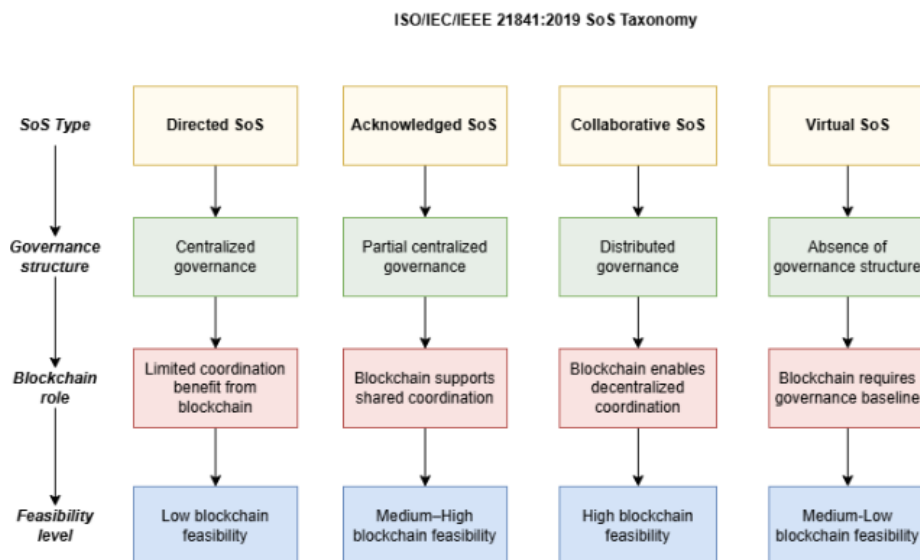 ISO/IEC/IEEE 21841:2019 SoS Taxonomy
SoS Type
Directed SoS
Acknowledged SoS
Collaborative SoS
Virtual SoS
Governance
structure
Centralized
governance
Partial centralized
governance
Distributed
governance
Absence of
governance structure
Blockchain
role
Limited coordination
benefit from
blockchain
Blockchain supports
shared coordination
Blockchain enables
decentralized
coordination
Blockchain requires
governance baseline
Feasibility
level
Low blockchain
feasibility
Medium–High
blockchain feasibility
High blockchain
feasibility
Medium-Low
blockchain feasibility